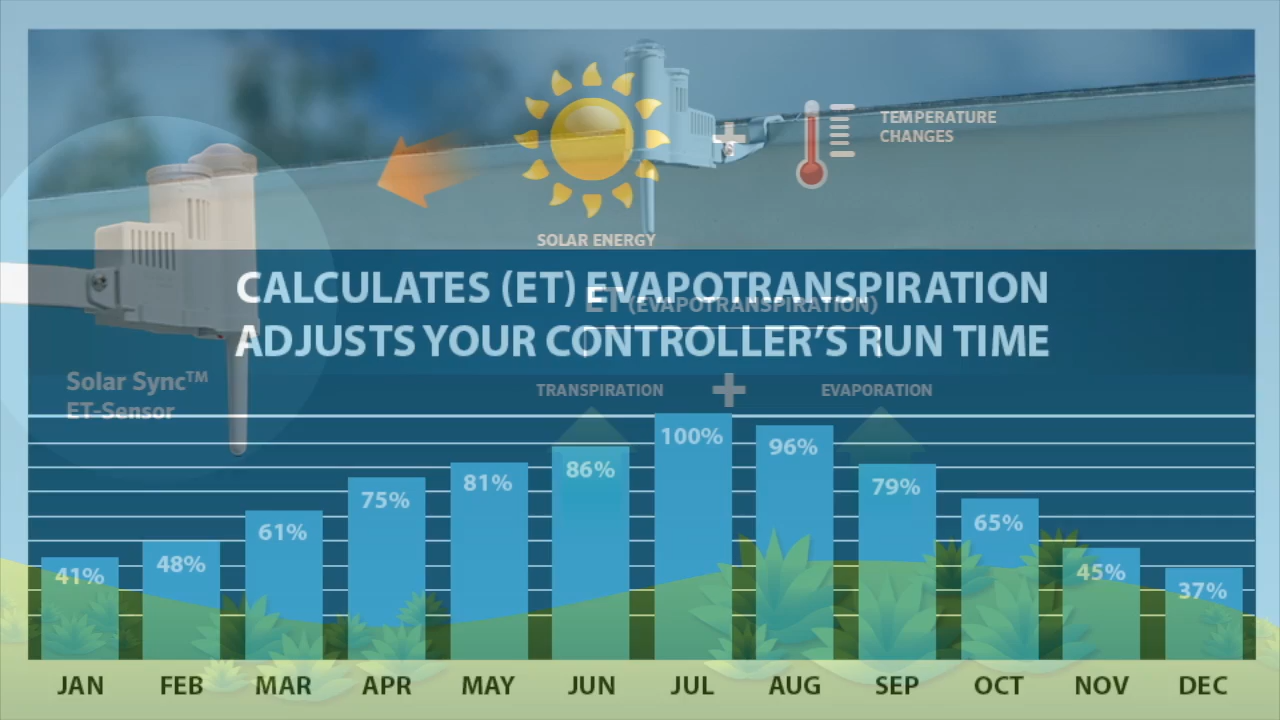 TEMPERATURE
CHANGES
SOLAR ENERGY
CALCULATES (ET) EVAPOTRANSPIRATION
ADJUSTS YOUR CONTROLLER'S RUN TIME
ET (EVAPOTRANSPIRATION)
Solar Sync™
ET-Sensor
TRANSPIRATION + EVAPORATION
41% 48% 61% 75% 81% 86% 100% 96% 79% 65% 45% 37%
JAN FEB MAR APR MAY JUN JUL AUG SEP OCT NOV DEC